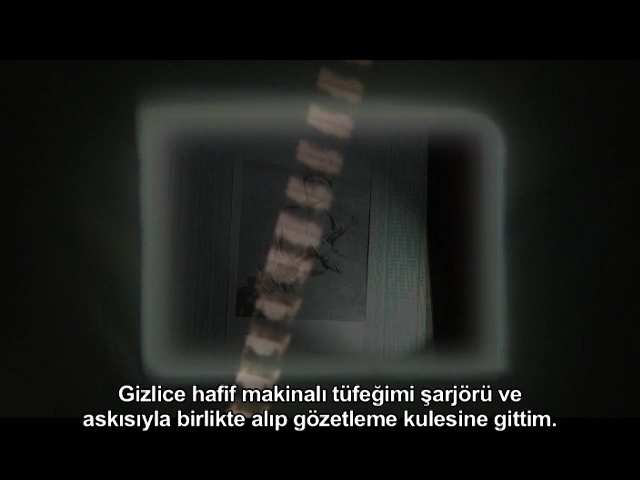 Gizlice hafif makinalı tüfeğimi şarjörü ve
askısıyla birlikte alıp gözetleme kulesine gittim.